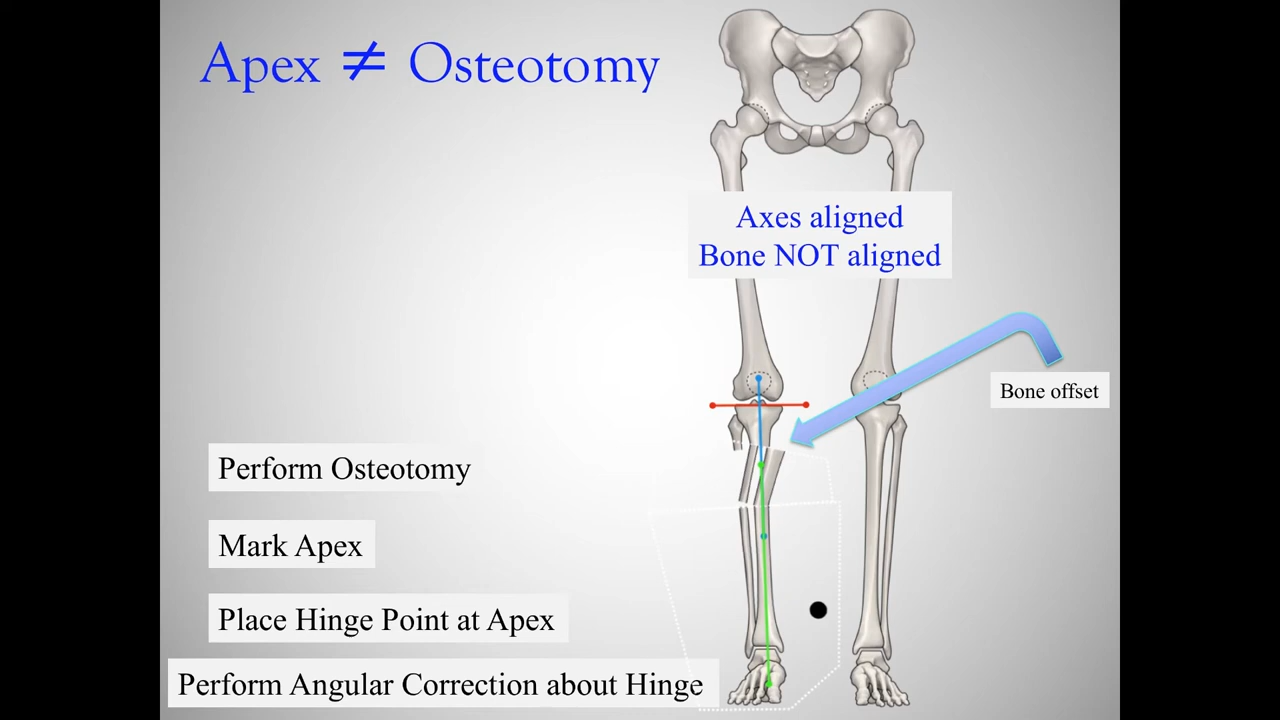 Apex ≠ Osteotomy
Axes aligned
Bone NOT aligned
Bone offset
Perform Osteotomy
Mark Apex
Place Hinge Point at Apex
Perform Angular Correction about Hinge